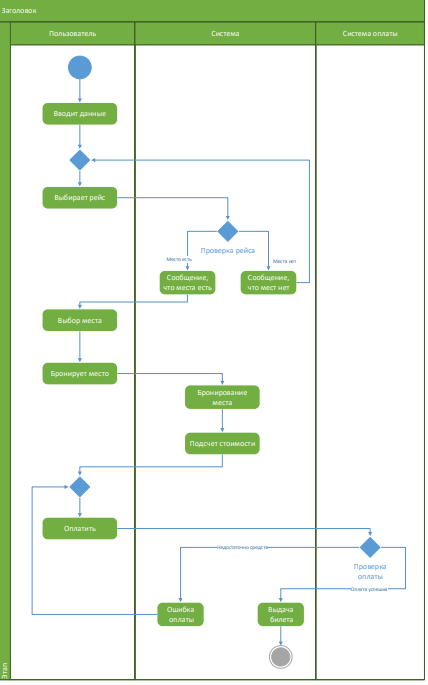 Заголовок
Пользователь
Система
Система оплаты
Вводит данные
Выбирает рейс
Проверка рейса
Места есть
Места нет
Сообщение,
что места есть
Сообщение,
что мест нет
Выбор места
Бронирует место
Бронирование
места
Подсчет стоимости
Оплатить
Недостаточно средств
Проверка
оплаты
Оплата успешна
Ошибка
оплаты
Выдача
билета
Этап